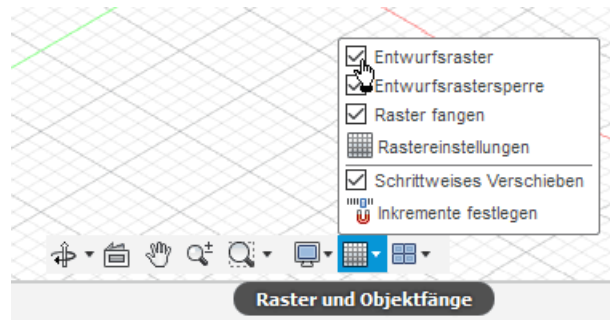 Entwurfsraster
Entwurfsrastersperre
Raster fangen
Rastereinstellungen
Schrittweises Verschieben
Inkremente festlegen
Raster und Objektfänge